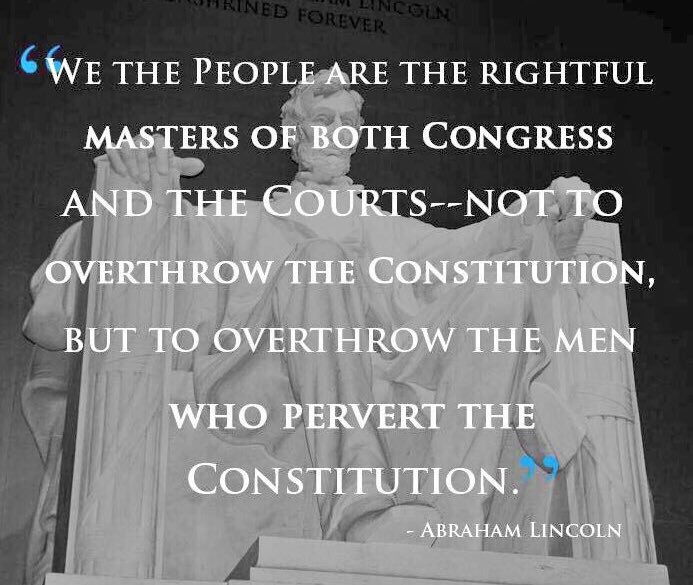 LINCOLN
ENSHRINED FOREVER
“WE THE PEOPLE ARE THE RIGHTFUL
MASTERS OF BOTH CONGRESS
AND THE COURTS--NOT TO
OVERTHROW THE CONSTITUTION,
BUT TO OVERTHROW THE MEN
WHO PERVERT THE
CONSTITUTION.”
- ABRAHAM LINCOLN